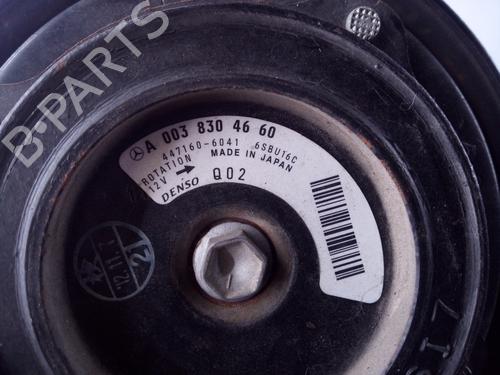 B-PARTS
A 003 830 46 60
447160-6041 6SBU16C
ROTATION MADE IN JAPAN
12V DENSO Q02